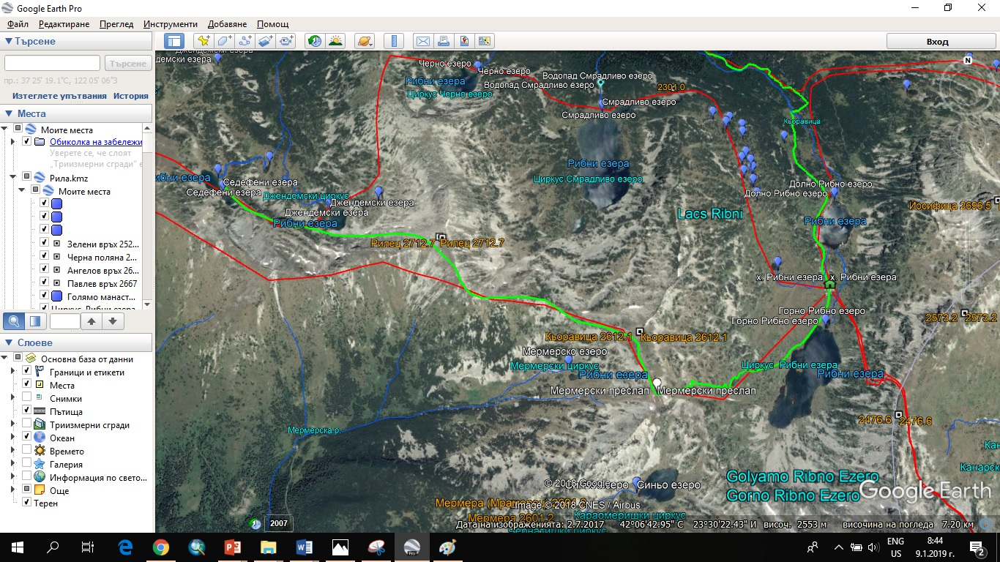 Google Earth Pro
Файл Редактиране Преглед Инструменти Добавяне Помощ
Търсене
Вход
Търсене
пр.: 37 25' 19.1"С, 122 05' 06"З
Изтеглете упътвания История
Места
Моите места
Обиколка на забележи
Уверете се, че слоят
„Триизмерни сгради“
Рила.kmz
Моите места
Зелени връх 252...
Черна поляна 2...
Ангелов връх 26...
Павлев връх 2667
Голямо манаст...
Циркус Рибни езера
Слоеве
Основна база от данни
Граници и етикети
Места
Снимки
Пътища
Триизмерни сгради
Океан
Времето
Галерия
Информация по свето...
Още
Терен
Джендемски езера
демски езера
Черно езеро
Черно езеро
Рибни езера
Циркус Черно езеро
Водопад Смрадливо езеро
Водопад Смрадливо езеро
2301.0
Смрадливо езеро
Смрадливо езеро
N
Кьоравица
Рибни езера
Циркус Смрадливо езеро
ибни езера
Седефени езера
Седефени езера
Джендемски циркус
Джендемски езера
Джендемски езера
Рибни езера
Долно Рибно езеро
Долно Рибно езеро
Йосифица 2696.5
Lacs Ribni
Рибни езера
Рилец 2712.7 Рилец 2712.7
х. Рибни езера х. Рибни езера
Горно Рибно езеро
Горно Рибно езеро
2573.2 2573.2
Кьоравица 2612.1 Кьоравица 2612.1
Мермерско езеро
Мермерски циркус
Рибни езера
Циркус Рибни езера
Рибни езера
Мермерски преслап Мермерски преслап
2476.6 2476.6
Мермерска р.
Кан
Канарск
Golyamo Ribno Ezero
Gorno Ribno Ezero
Google Earth
© 2018 Google
Синьо езеро
Image © 2018 CNES / Airbus
Мермера 2601.2
Караомеришки циркус
Чернатишки циркус
2007
Дата на изображенията: 2.7.2017 42°06'42.95" С 23°30'22.43" И височ. 2553 м височина на погледа 7.20 км
ENG
US
8:44
9.1.2019 г.
2